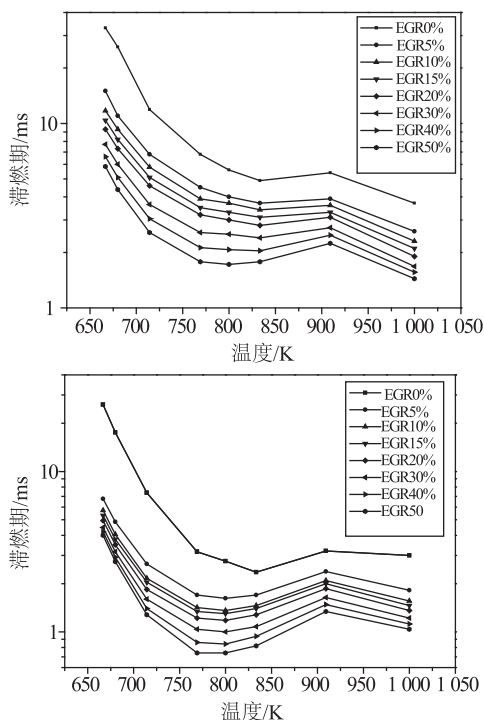 10
1
滞燃期/ms
EGR0%
EGR5%
EGR10%
EGR15%
EGR20%
EGR30%
EGR40%
EGR50%
650 700 750 800 850 900 950 1 000 1 050
温度/K
10
1
滞燃期/ms
EGR0%
EGR5%
EGR10%
EGR15%
EGR20%
EGR30%
EGR40%
EGR50
650 700 750 800 850 900 950 1 000 1 050
温度/K